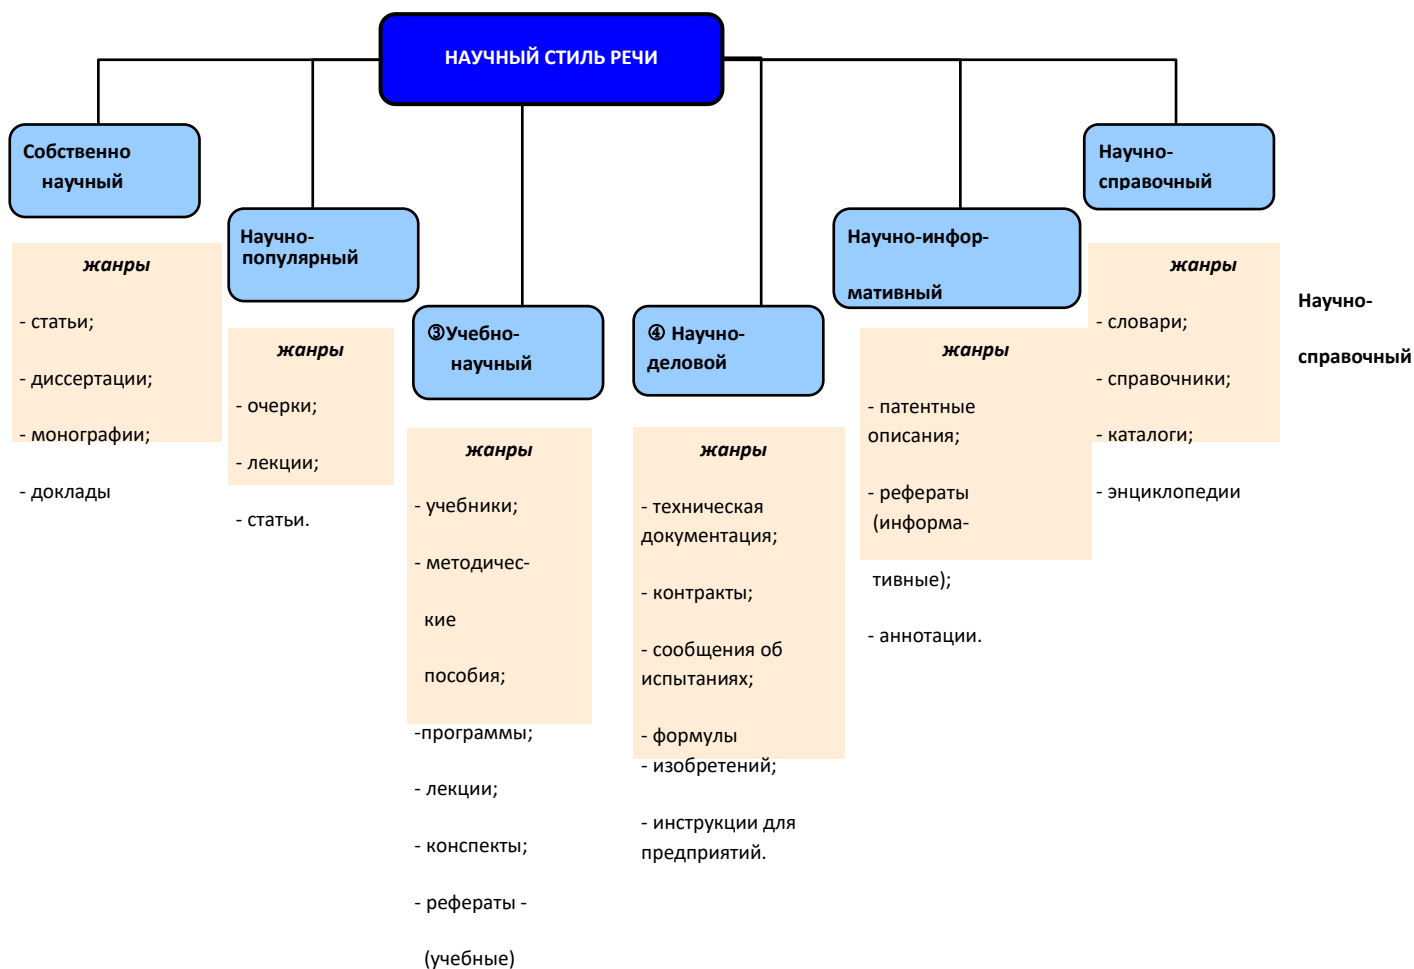 НАУЧНЫЙ СТИЛЬ РЕЧИ
Собственно
научный
жанры
- статьи;
- диссертации;
- монографии;
- доклады
Научно-
популярный
жанры
- очерки;
- лекции;
- статьи.
③Учебно-
научный
жанры
- учебники;
- методичес-
кие
пособия;
-программы;
- лекции;
- конспекты;
- рефераты -
(учебные)
④ Научно-
деловой
жанры
- техническая
документация;
- контракты;
- сообщения об
испытаниях;
- формулы
- изобретений;
- инструкции для
предприятий.
Научно-инфор-
мативный
жанры
- патентные
описания;
- рефераты
(информа-
тивные);
- аннотации.
Научно-
справочный
жанры
- словари;
- справочники;
- каталоги;
- энциклопедии
Научно-
справочный